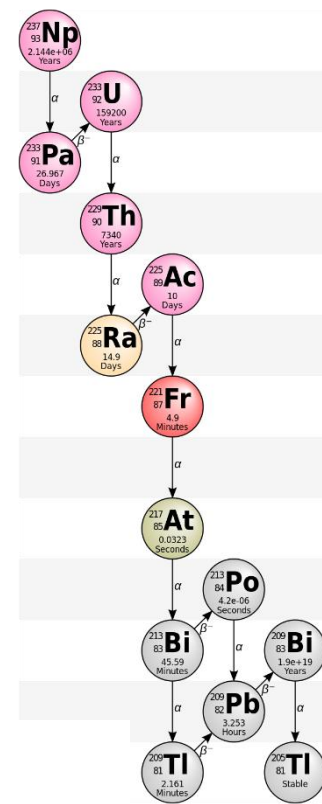 237 93 Np
2.144e+06
Years
α
233 92 U
159200
Years
β⁻
233 91 Pa
26.967
Days
α
229 90 Th
7340
Years
α
225 89 Ac
10
Days
β⁻
225 88 Ra
14.9
Days
α
221 87 Fr
4.9
Minutes
α
217 85 At
0.0323
Seconds
α
213 84 Po
4.2e-06
Seconds
β⁻
213 83 Bi
45.59
Minutes
α
209 83 Bi
1.9e+19
Years
β⁻
209 82 Pb
3.253
Hours
α
α
β⁻
209 81 Tl
2.161
Minutes
205 81 Tl
Stable